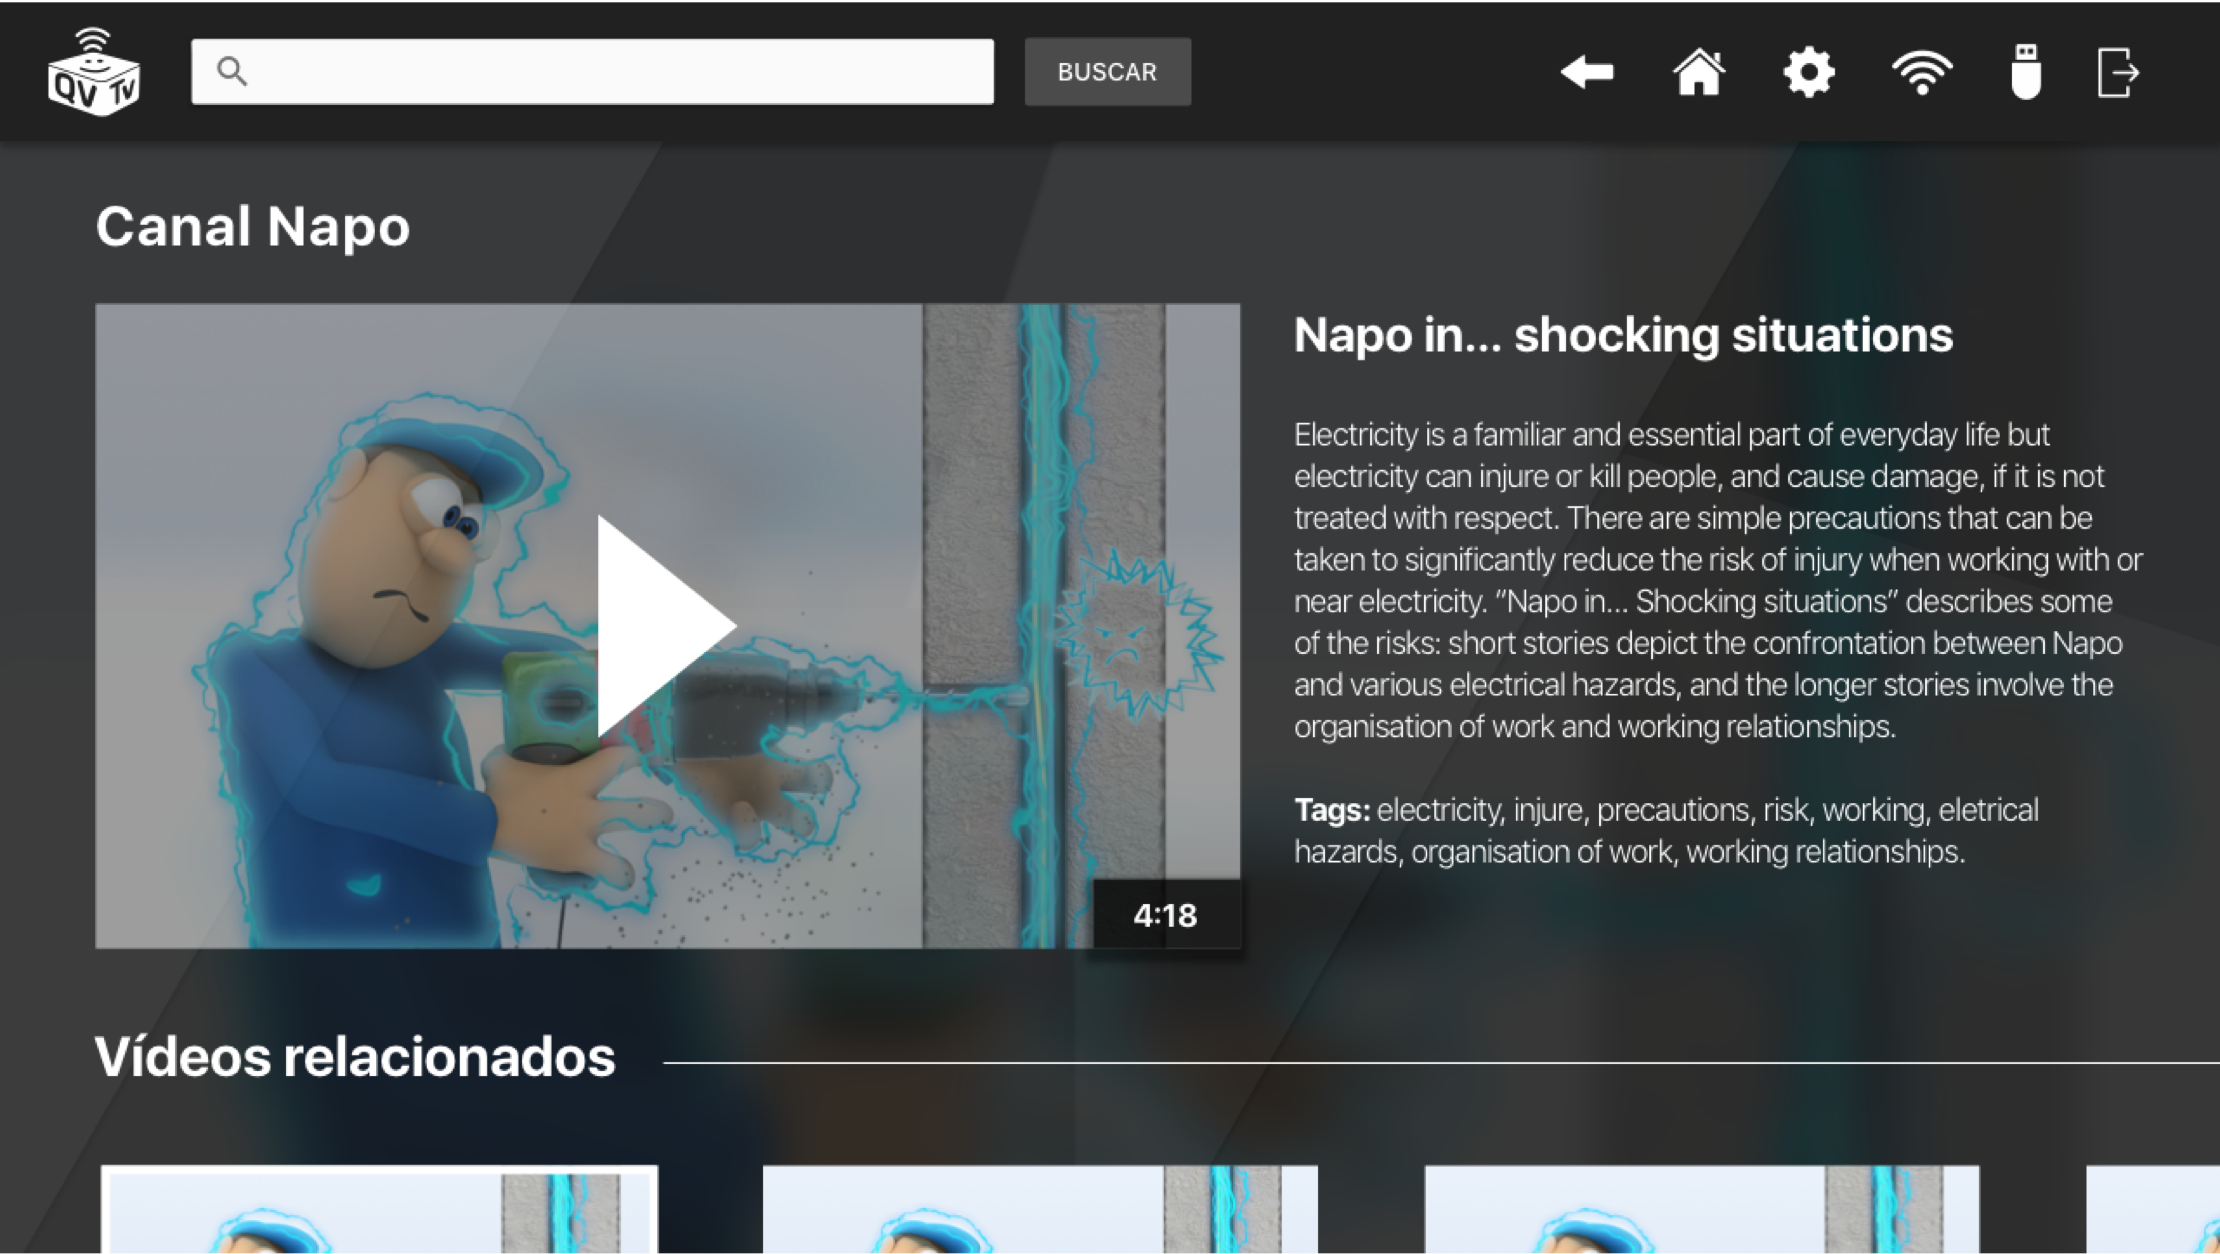 QV TV
BUSCAR
Canal Napo
4:18
Napo in... shocking situations
Electricity is a familiar and essential part of everyday life but
electricity can injure or kill people, and cause damage, if it is not
treated with respect. There are simple precautions that can be
taken to significantly reduce the risk of injury when working with or
near electricity. “Napo in... Shocking situations” describes some
of the risks: short stories depict the confrontation between Napo
and various electrical hazards, and the longer stories involve the
organisation of work and working relationships.
Tags: electricity, injure, precautions, risk, working, eletrical
hazards, organisation of work, working relationships.
Vídeos relacionados